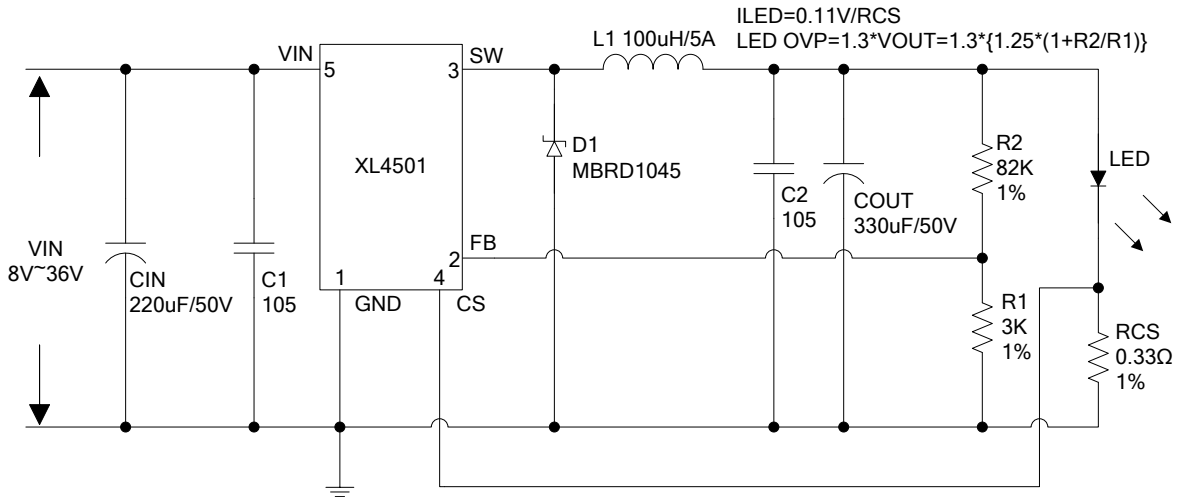 ILED=0.11V/RCS
LED OVP=1.3*VOUT=1.3*{1.25*(1+R2/R1)}
L1 100uH/5A
VIN
5
3
SW
XL4501
D1
MBRD1045
R2
82K
1%
LED
C2
105
COUT
330uF/50V
FB
2
VIN
8V~36V
CIN
220uF/50V
C1
105
1
GND
4
CS
R1
3K
1%
RCS
0.33Ω
1%